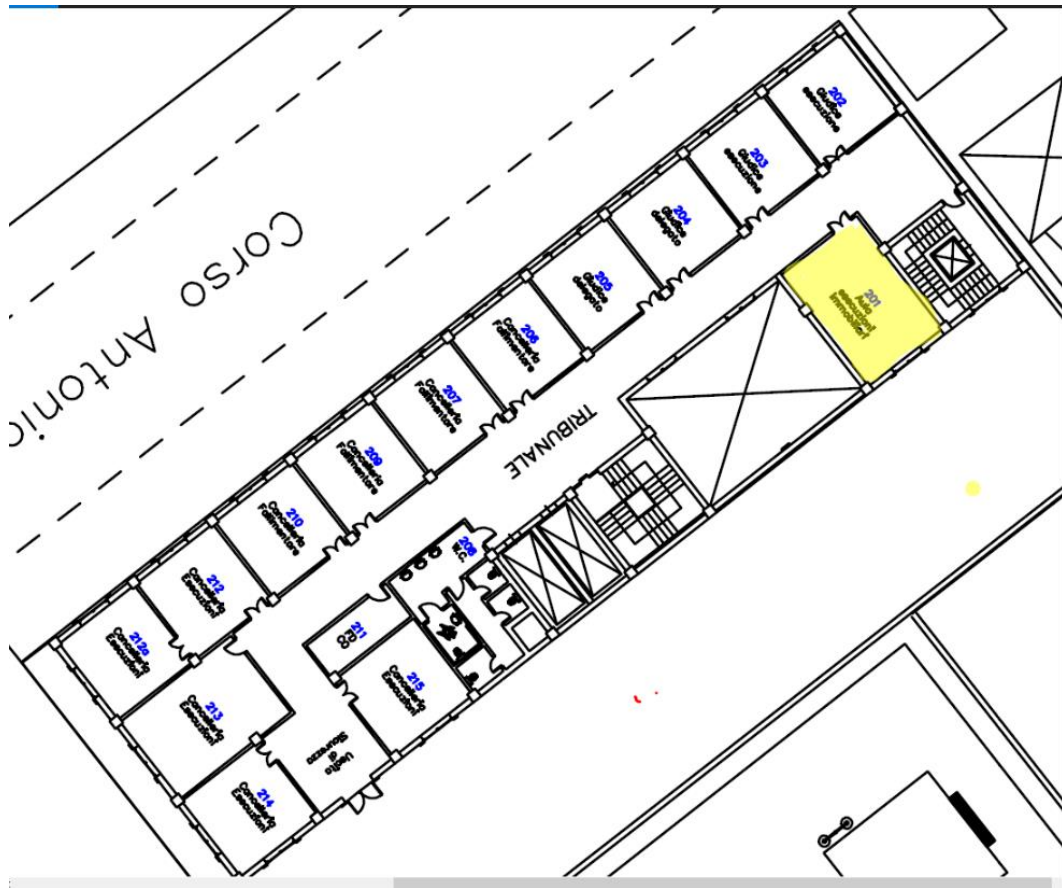 Corso Antonio
202
Giudice
esecuzione
203
Giudice
esecuzione
204
Giudice
delegato
205
Giudice
delegato
206
Cancelleria
Fallimentare
207
Cancelleria
Fallimentare
209
Cancelleria
Fallimentare
210
Cancelleria
Fallimentare
212
Cancelleria
Esecuzioni
212a
Cancelleria
Esecuzioni
213
Cancelleria
Esecuzioni
214
Cancelleria
Esecuzioni
215
Cancelleria
Esecuzioni
211
208
W.C.
201
Aula
esecuzioni
immobiliari
TRIBUNALE
Uscita
di
Sicurezza